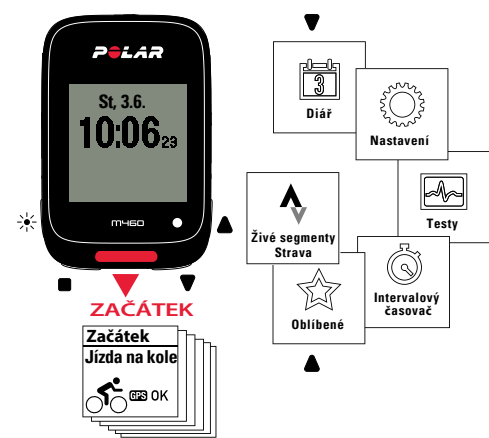 POLAR
St, 3.6.
10:06 23
M460
ZAČÁTEK
Začátek
Jízda na kole
GPS OK
3
Diář
Nastavení
Testy
Živé segmenty
Strava
Intervalový
časovač
Oblíbené